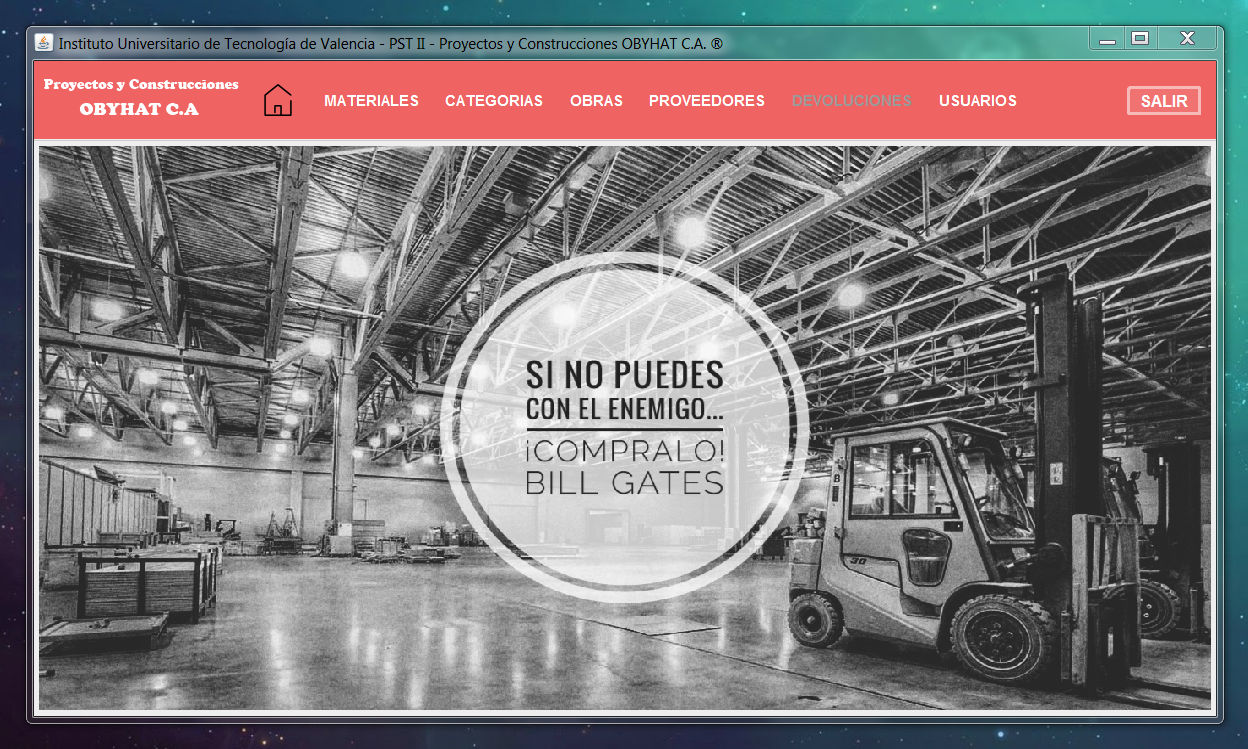 Instituto Universitario de Tecnología de Valencia - PST II - Proyectos y Construcciones OBYHAT C.A. ®
Proyectos y Construcciones
OBYHAT C.A
MATERIALES CATEGORIAS OBRAS PROVEEDORES DEVOLUCIONES USUARIOS SALIR
SI NO PUEDES
CON EL ENEMIGO...
¡COMPRALO!
BILL GATES
30